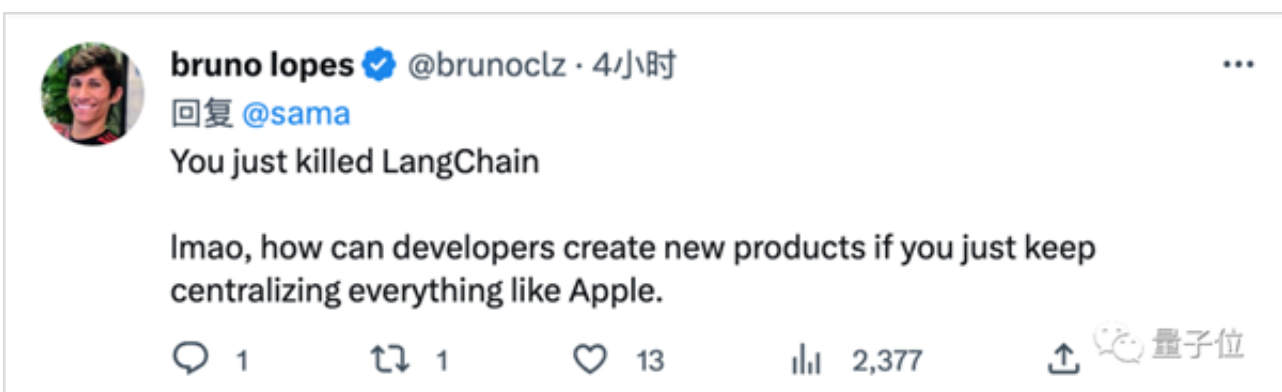 bruno lopes @brunoclz · 4小时
回复 @sama
You just killed LangChain
lmao, how can developers create new products if you just keep
centralizing everything like Apple.
1 1 13 2,377
量子位